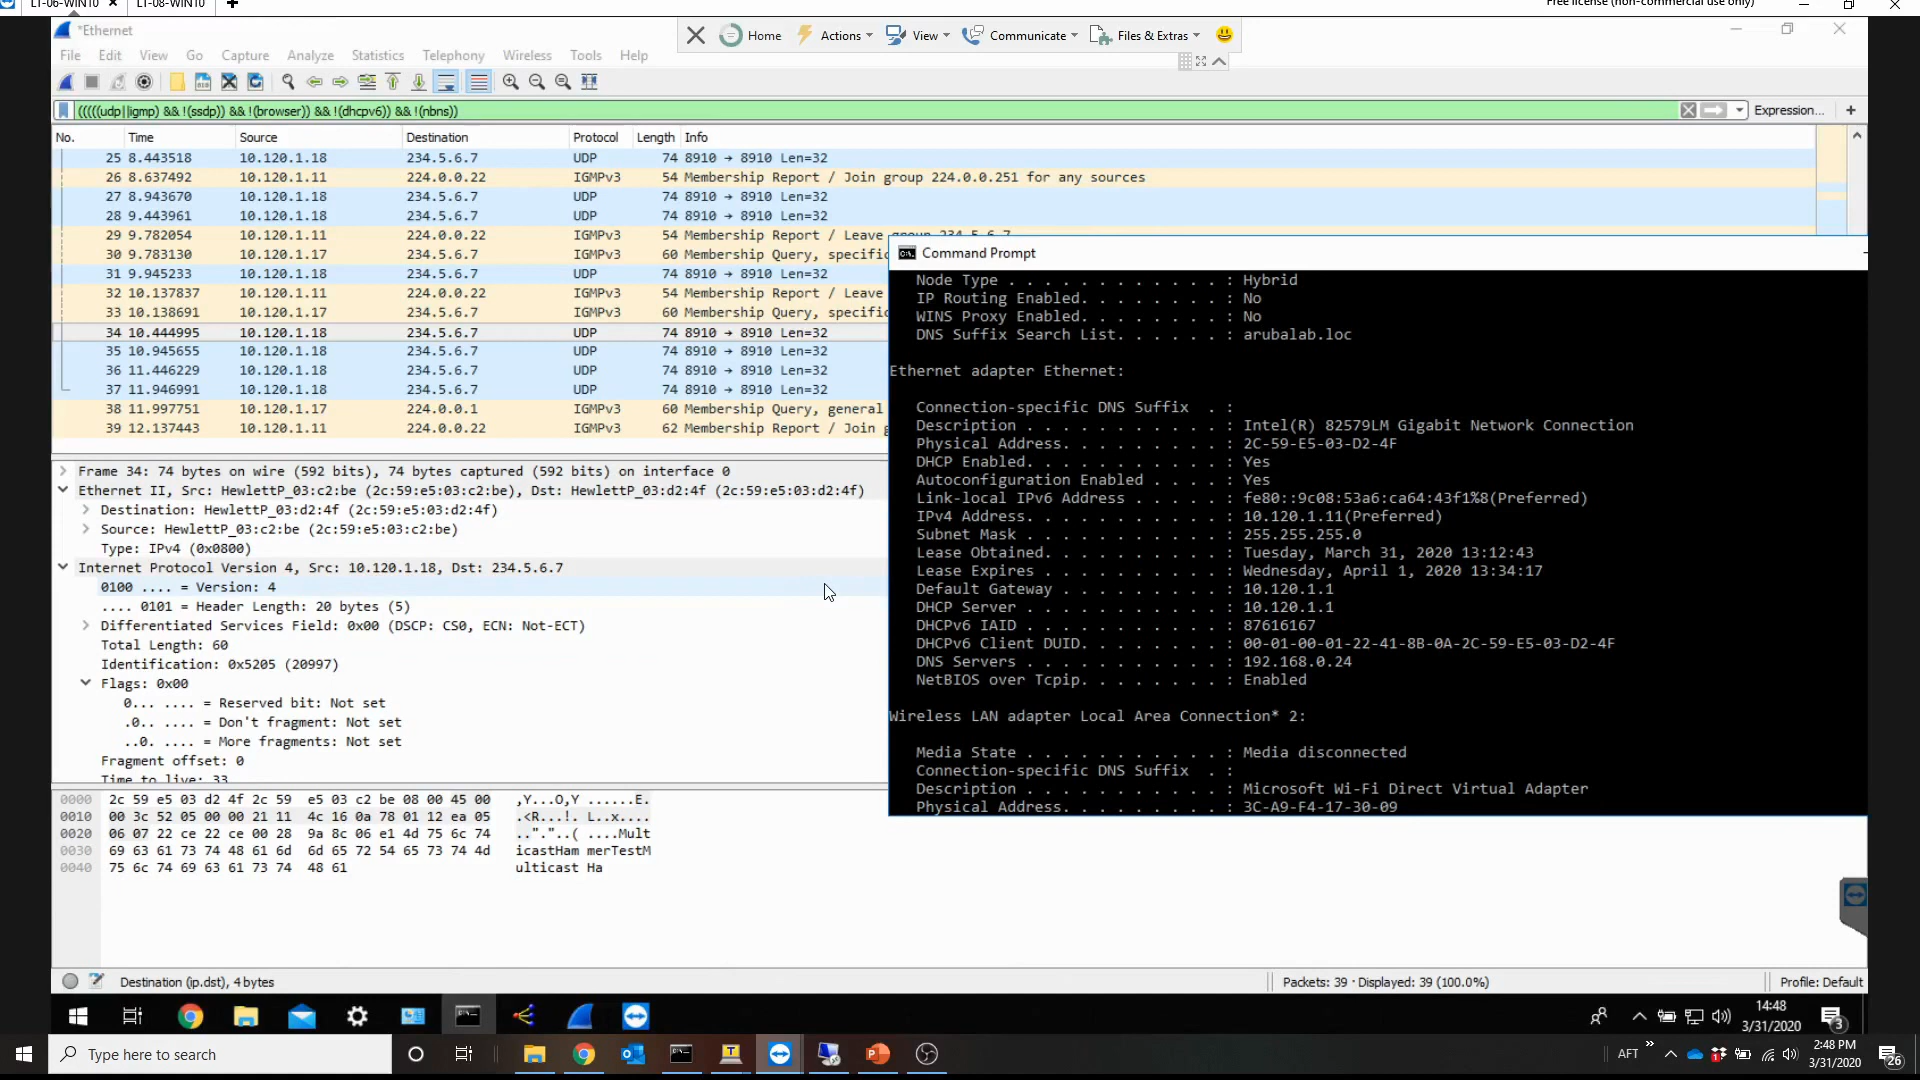 LT-06-WIN10
LT-08-WIN10
Free license (non-commercial use only)
*Ethernet
Home
Actions
View
Communicate
Files & Extras
File Edit View Go Capture Analyze Statistics Telephony Wireless Tools Help
(((((udp||igmp) && !(ssdp)) && !(browser)) && !(dhcpv6)) && !(nbns))
Expression...
No. Time Source Destination Protocol Length Info
25 8.443518 10.120.1.18 234.5.6.7 UDP 74 8910 → 8910 Len=32
26 8.637492 10.120.1.11 224.0.0.22 IGMPv3 54 Membership Report / Join group 224.0.0.251 for any sources
27 8.943670 10.120.1.18 234.5.6.7 UDP 74 8910 → 8910 Len=32
28 9.443961 10.120.1.18 234.5.6.7 UDP 74 8910 → 8910 Len=32
29 9.782054 10.120.1.11 224.0.0.22 IGMPv3 54 Membership Report / Leave group 234.5.6.7
30 9.783130 10.120.1.17 234.5.6.7 IGMPv3 60 Membership Query, specific
31 9.945233 10.120.1.18 234.5.6.7 UDP 74 8910 → 8910 Len=32
32 10.137837 10.120.1.11 224.0.0.22 IGMPv3 54 Membership Report / Leave
33 10.138691 10.120.1.17 234.5.6.7 IGMPv3 60 Membership Query, specific
34 10.444995 10.120.1.18 234.5.6.7 UDP 74 8910 → 8910 Len=32
35 10.945655 10.120.1.18 234.5.6.7 UDP 74 8910 → 8910 Len=32
36 11.446229 10.120.1.18 234.5.6.7 UDP 74 8910 → 8910 Len=32
37 11.946991 10.120.1.18 234.5.6.7 UDP 74 8910 → 8910 Len=32
38 11.997751 10.120.1.17 224.0.0.1 IGMPv3 60 Membership Query, general
39 12.137443 10.120.1.11 224.0.0.22 IGMPv3 62 Membership Report / Join g
Frame 34: 74 bytes on wire (592 bits), 74 bytes captured (592 bits) on interface 0
Ethernet II, Src: HewlettP_03:c2:be (2c:59:e5:03:c2:be), Dst: HewlettP_03:d2:4f (2c:59:e5:03:d2:4f)
Destination: HewlettP_03:d2:4f (2c:59:e5:03:d2:4f)
Source: HewlettP_03:c2:be (2c:59:e5:03:c2:be)
Type: IPv4 (0x0800)
Internet Protocol Version 4, Src: 10.120.1.18, Dst: 234.5.6.7
0100 .... = Version: 4
.... 0101 = Header Length: 20 bytes (5)
Differentiated Services Field: 0x00 (DSCP: CS0, ECN: Not-ECT)
Total Length: 60
Identification: 0x5205 (20997)
Flags: 0x00
0... .... = Reserved bit: Not set
.0.. .... = Don't fragment: Not set
..0. .... = More fragments: Not set
Fragment offset: 0
Time to live: 33
0000 2c 59 e5 03 d2 4f 2c 59 e5 03 c2 be 08 00 45 00 ,Y...O,Y ......E.
0010 00 3c 52 05 00 00 21 11 4c 16 0a 78 01 12 ea 05 .<R...!. L..x....
0020 06 07 22 ce 22 ce 00 28 9a 8c 06 e1 4d 75 6c 74 .."."..( ....Mult
0030 69 63 61 73 74 48 61 6d 6d 65 72 54 65 73 74 4d icastHam merTestM
0040 75 6c 74 69 63 61 73 74 48 61 ulticast Ha
Command Prompt
Node Type . . . . . . . . . . . . : Hybrid
IP Routing Enabled. . . . . . . . : No
WINS Proxy Enabled. . . . . . . . : No
DNS Suffix Search List. . . . . . : arubalab.loc
Ethernet adapter Ethernet:
Connection-specific DNS Suffix . :
Description . . . . . . . . . . . : Intel(R) 82579LM Gigabit Network Connection
Physical Address. . . . . . . . . : 2C-59-E5-03-D2-4F
DHCP Enabled. . . . . . . . . . . : Yes
Autoconfiguration Enabled . . . . : Yes
Link-local IPv6 Address . . . . . : fe80::9c08:53a6:ca64:43f1%8(Preferred)
IPv4 Address. . . . . . . . . . . : 10.120.1.11(Preferred)
Subnet Mask . . . . . . . . . . . : 255.255.255.0
Lease Obtained. . . . . . . . . . : Tuesday, March 31, 2020 13:12:43
Lease Expires . . . . . . . . . . : Wednesday, April 1, 2020 13:34:17
Default Gateway . . . . . . . . . : 10.120.1.1
DHCP Server . . . . . . . . . . . : 10.120.1.1
DHCPv6 IAID . . . . . . . . . . . : 87616167
DHCPv6 Client DUID. . . . . . . . : 00-01-00-01-22-41-8B-0A-2C-59-E5-03-D2-4F
DNS Servers . . . . . . . . . . . : 192.168.0.24
NetBIOS over Tcpip. . . . . . . . : Enabled
Wireless LAN adapter Local Area Connection* 2:
Media State . . . . . . . . . . . : Media disconnected
Connection-specific DNS Suffix . :
Description . . . . . . . . . . . : Microsoft Wi-Fi Direct Virtual Adapter
Physical Address. . . . . . . . . : 3C-A9-F4-17-30-09
Destination (ip.dst), 4 bytes
Packets: 39 · Displayed: 39 (100.0%)
Profile: Default
14:48
3/31/2020
3
Type here to search
AFT
2:48 PM
3/31/2020
26